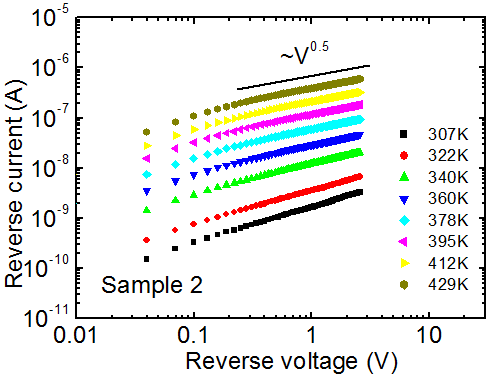 10⁻⁵
10⁻⁶
10⁻⁷
10⁻⁸
10⁻⁹
10⁻¹⁰
10⁻¹¹
Reverse current (A)
~V⁰·⁵
307K
322K
340K
360K
378K
395K
412K
429K
Sample 2
0.01 0.1 1 10
Reverse voltage (V)